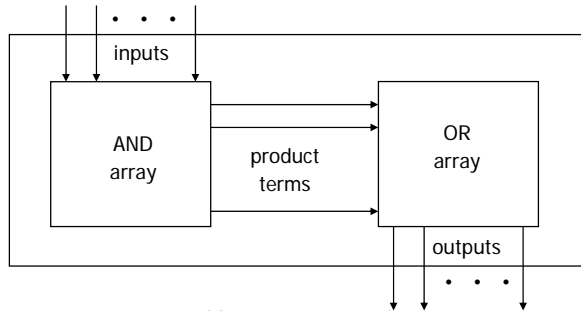 inputs
AND
array
product
terms
OR
array
outputs